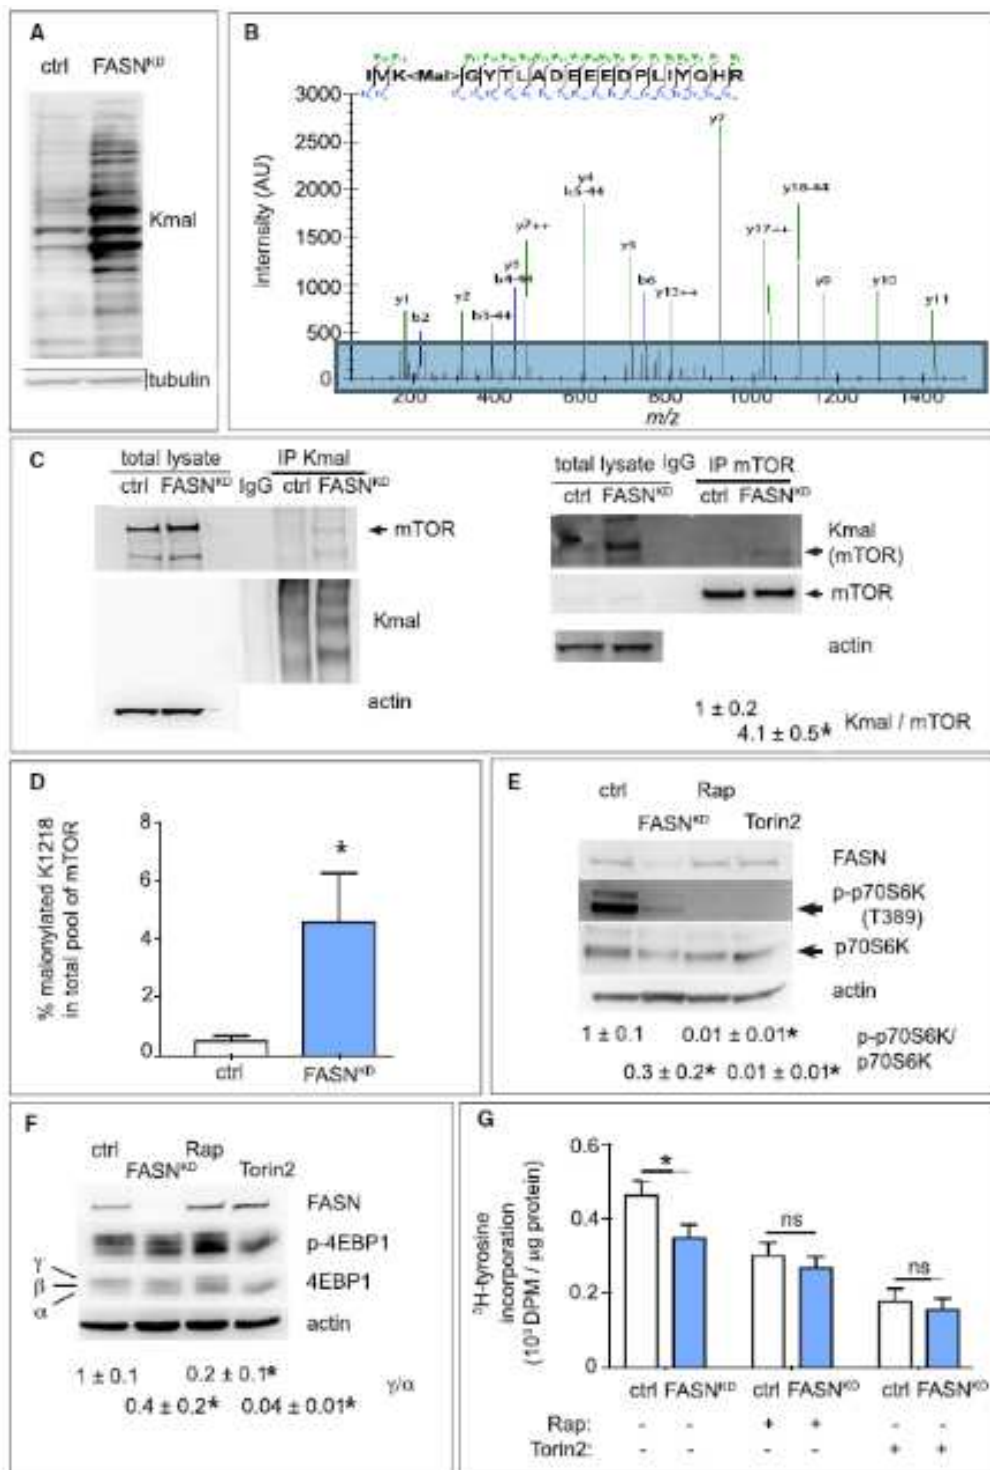 A
ctrl FASNᴷᴰ
Kmal
tubulin
B
IVK<Mal>GYTLADEEEDPLIYQHR
intensity (AU)
3000
2500
2000
1500
1000
500
0
y1
b2
y2
b3-44
y3
b4-44
y7++
y4
b5-44
y5
b6
y13++
y7
y17++
y18-44
y9
y10
y11
200 400 600 800 1000 1200 1400
m/z
C
total lysate IP Kmal
ctrl FASNᴷᴰ IgG ctrl FASNᴷᴰ
mTOR
Kmal
actin
total lysate IgG IP mTOR
ctrl FASNᴷᴰ ctrl FASNᴷᴰ
Kmal
(mTOR)
mTOR
actin
1 ± 0.2
4.1 ± 0.5* Kmal / mTOR
D
% malonylated K1218
in total pool of mTOR
8
6
4
2
0
*
ctrl FASNᴷᴰ
E
ctrl Rap
FASNᴷᴰ Torin2
FASN
p-p70S6K
(T389)
p70S6K
actin
1 ± 0.1 0.01 ± 0.01*
0.3 ± 0.2* 0.01 ± 0.01*
p-p70S6K/
p70S6K
F
ctrl Rap
FASNᴷᴰ Torin2
FASN
p-4EBP1
γ
β
α
4EBP1
actin
1 ± 0.1 0.2 ± 0.1*
0.4 ± 0.2* 0.04 ± 0.01*
γ/α
G
³H-tyrosine
incorporation
(10³ DPM / µg protein)
0.6
0.4
0.2
0
*
ns
ns
ctrl FASNᴷᴰ ctrl FASNᴷᴰ ctrl FASNᴷᴰ
Rap: - - + + - -
Torin2: - - - - + +